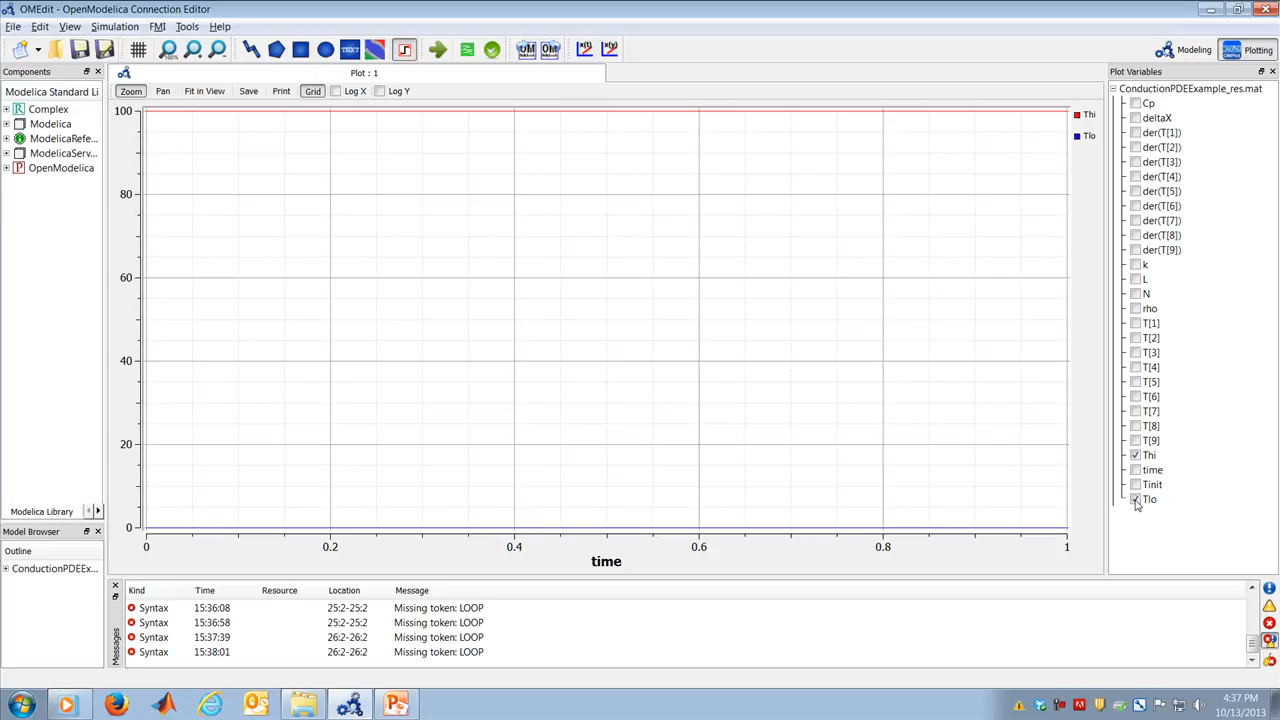 OMEdit - OpenModelica Connection Editor
File Edit View Simulation FMI Tools Help
100% TEXT OM OM x(t) x(y) Modeling Plotting
Components
Plot : 1
Plot Variables
Modelica Standard Li
Zoom Pan Fit in View Save Print Grid Log X Log Y
ConductionPDEExample_res.mat
Complex
Modelica
ModelicaRefe...
ModelicaServ...
OpenModelica
100
80
60
40
20
0
0 0.2 0.4 0.6 0.8 1
time
Thi
Tlo
Cp
deltaX
der(T[1])
der(T[2])
der(T[3])
der(T[4])
der(T[5])
der(T[6])
der(T[7])
der(T[8])
der(T[9])
k
L
N
rho
T[1]
T[2]
T[3]
T[4]
T[5]
T[6]
T[7]
T[8]
T[9]
Thi
time
Tinit
Tlo
Modelica Library
Model Browser
Outline
ConductionPDEEx...
Messages
Kind Time Resource Location Message
Syntax 15:36:08 25:2-25:2 Missing token: LOOP
Syntax 15:36:58 25:2-25:2 Missing token: LOOP
Syntax 15:37:39 26:2-26:2 Missing token: LOOP
Syntax 15:38:01 26:2-26:2 Missing token: LOOP
4:37 PM
10/13/2013